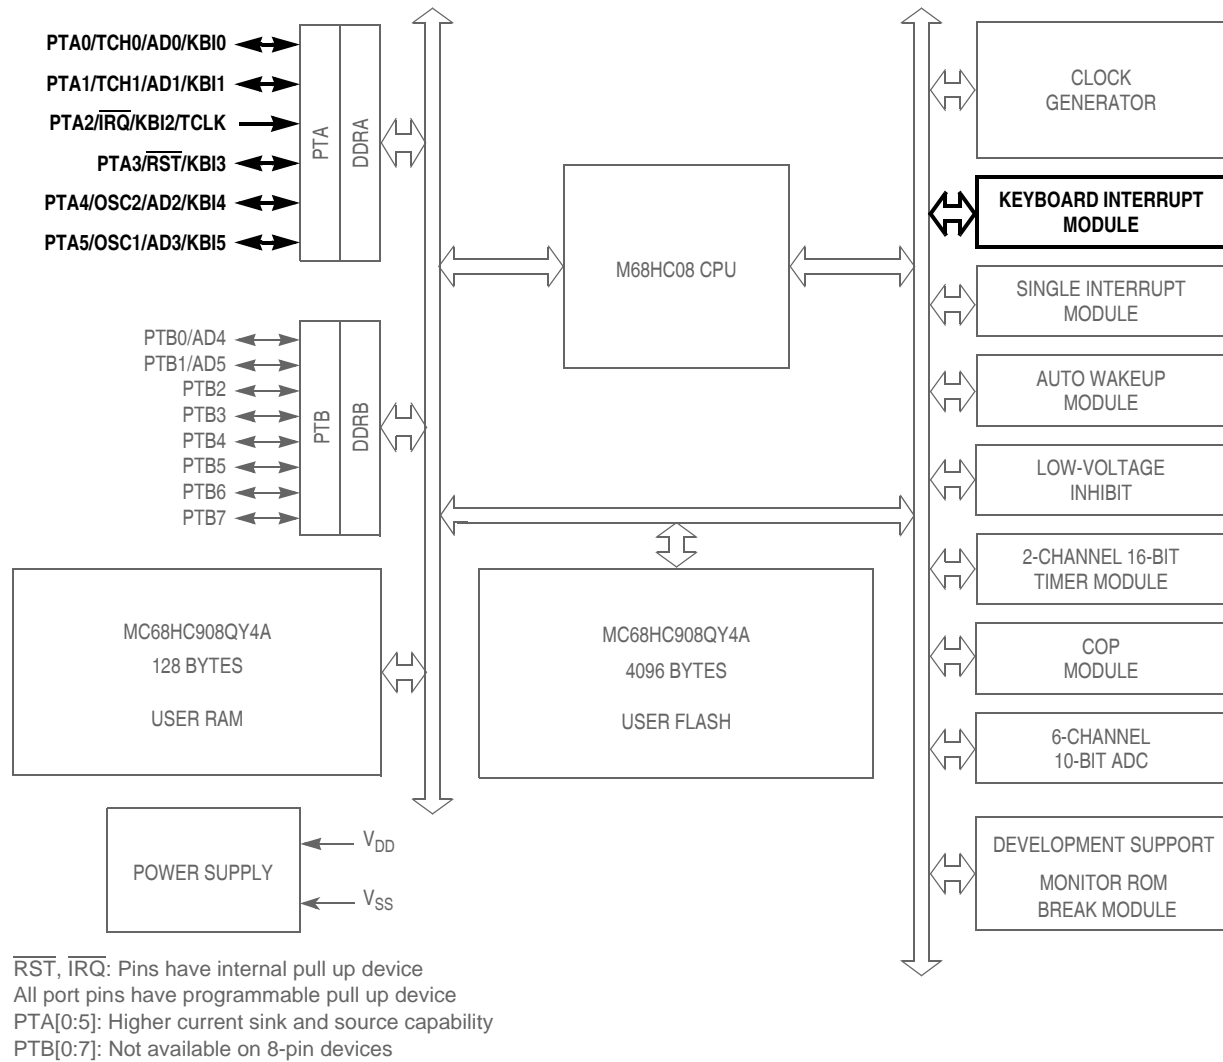 PTA0/TCH0/AD0/KBI0
PTA1/TCH1/AD1/KBI1
PTA2/IRQ/KBI2/TCLK
PTA3/RST/KBI3
PTA4/OSC2/AD2/KBI4
PTA5/OSC1/AD3/KBI5
PTA
DDRA
PTB0/AD4
PTB1/AD5
PTB2
PTB3
PTB4
PTB5
PTB6
PTB7
PTB
DDRB
M68HC08 CPU
MC68HC908QY4A
128 BYTES
USER RAM
MC68HC908QY4A
4096 BYTES
USER FLASH
POWER SUPPLY
VDD
VSS
CLOCK
GENERATOR
KEYBOARD INTERRUPT
MODULE
SINGLE INTERRUPT
MODULE
AUTO WAKEUP
MODULE
LOW-VOLTAGE
INHIBIT
2-CHANNEL 16-BIT
TIMER MODULE
COP
MODULE
6-CHANNEL
10-BIT ADC
DEVELOPMENT SUPPORT
MONITOR ROM
BREAK MODULE
RST, IRQ: Pins have internal pull up device
All port pins have programmable pull up device
PTA[0:5]: Higher current sink and source capability
PTB[0:7]: Not available on 8-pin devices